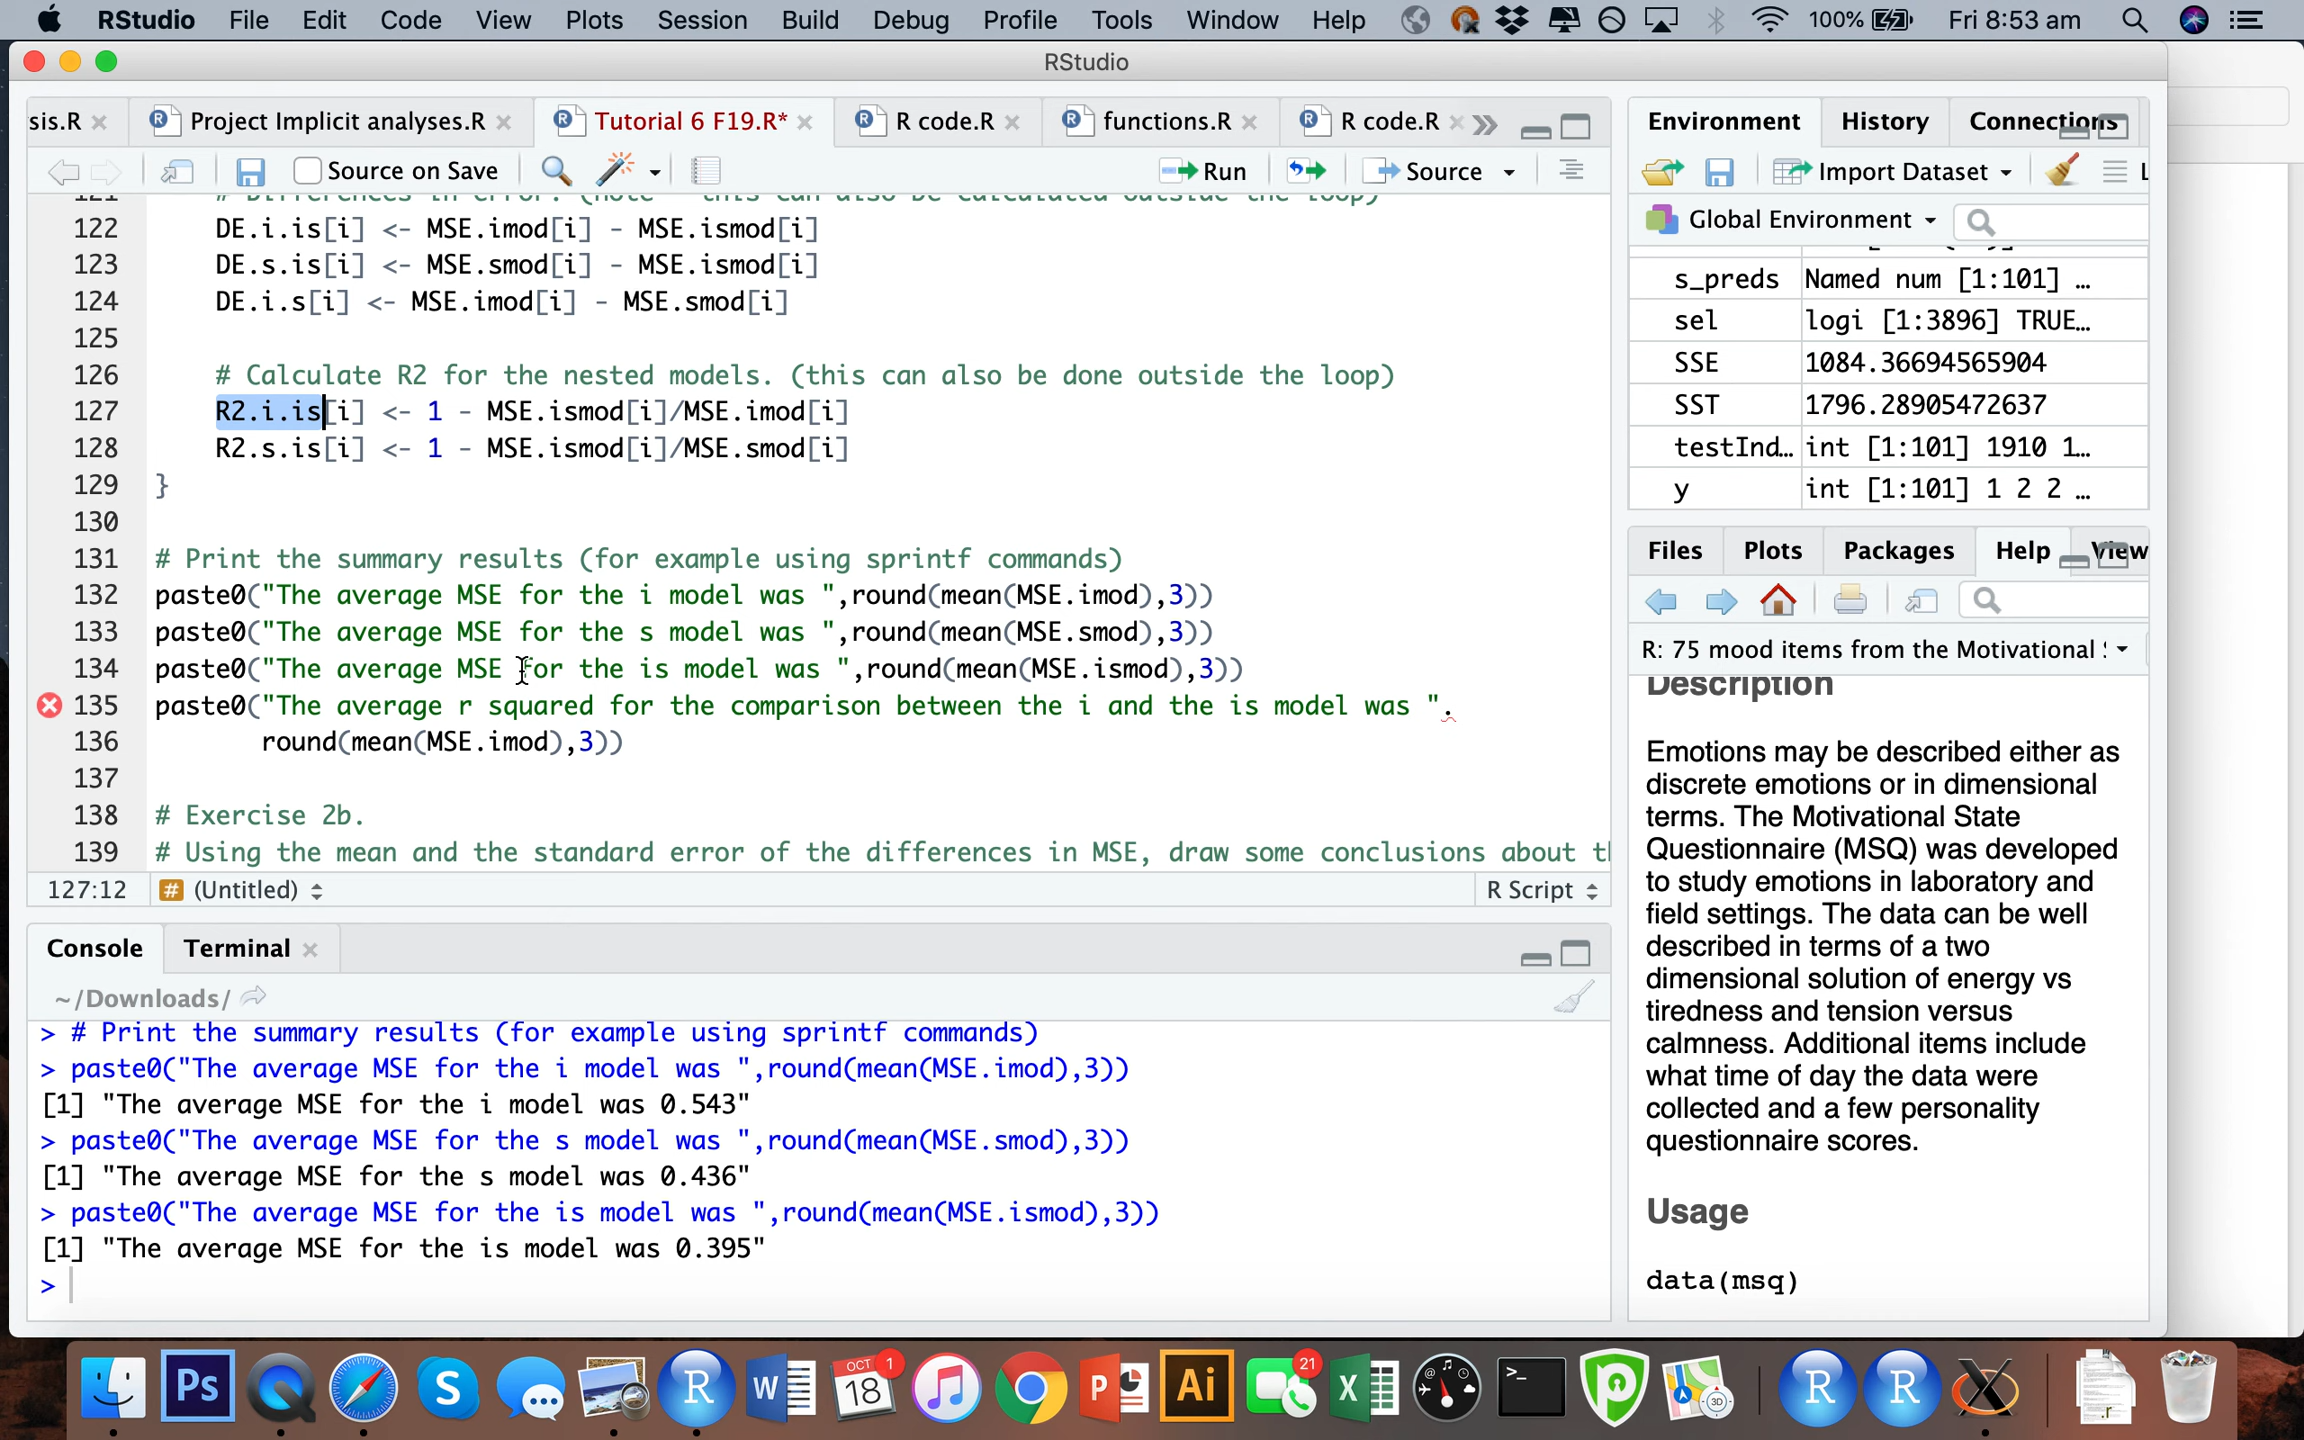 RStudio File Edit Code View Plots Session Build Debug Profile Tools Window Help 100% Fri 8:53 am
RStudio
sis.R Project Implicit analyses.R Tutorial 6 F19.R* R code.R functions.R R code.R
Source on Save Run Source
121 # Differences in error. (note - this can also be calculated outside the loop)
122 DE.i.is[i] <- MSE.imod[i] - MSE.ismod[i]
123 DE.s.is[i] <- MSE.smod[i] - MSE.ismod[i]
124 DE.i.s[i] <- MSE.imod[i] - MSE.smod[i]
125
126 # Calculate R2 for the nested models. (this can also be done outside the loop)
127 R2.i.is[i] <- 1 - MSE.ismod[i]/MSE.imod[i]
128 R2.s.is[i] <- 1 - MSE.ismod[i]/MSE.smod[i]
129 }
130
131 # Print the summary results (for example using sprintf commands)
132 paste0("The average MSE for the i model was ",round(mean(MSE.imod),3))
133 paste0("The average MSE for the s model was ",round(mean(MSE.smod),3))
134 paste0("The average MSE for the is model was ",round(mean(MSE.ismod),3))
135 paste0("The average r squared for the comparison between the i and the is model was ".
136 round(mean(MSE.imod),3))
137
138 # Exercise 2b.
139 # Using the mean and the standard error of the differences in MSE, draw some conclusions about t
127:12 # (Untitled) R Script
Console Terminal
~/Downloads/
> # Print the summary results (for example using sprintf commands)
> paste0("The average MSE for the i model was ",round(mean(MSE.imod),3))
[1] "The average MSE for the i model was 0.543"
> paste0("The average MSE for the s model was ",round(mean(MSE.smod),3))
[1] "The average MSE for the s model was 0.436"
> paste0("The average MSE for the is model was ",round(mean(MSE.ismod),3))
[1] "The average MSE for the is model was 0.395"
>
Environment History Connections
Import Dataset L
Global Environment
s_preds Named num [1:101] …
sel logi [1:3896] TRUE…
SSE 1084.36694565904
SST 1796.28905472637
testInd… int [1:101] 1910 1…
y int [1:101] 1 2 2 …
Files Plots Packages Help View
R: 75 mood items from the Motivational
Description
Emotions may be described either as
discrete emotions or in dimensional
terms. The Motivational State
Questionnaire (MSQ) was developed
to study emotions in laboratory and
field settings. The data can be well
described in terms of a two
dimensional solution of energy vs
tiredness and tension versus
calmness. Additional items include
what time of day the data were
collected and a few personality
questionnaire scores.
Usage
data(msq)
Ps S R W OCT 18 1 P Ai 21 X >_ 3D R R X .r